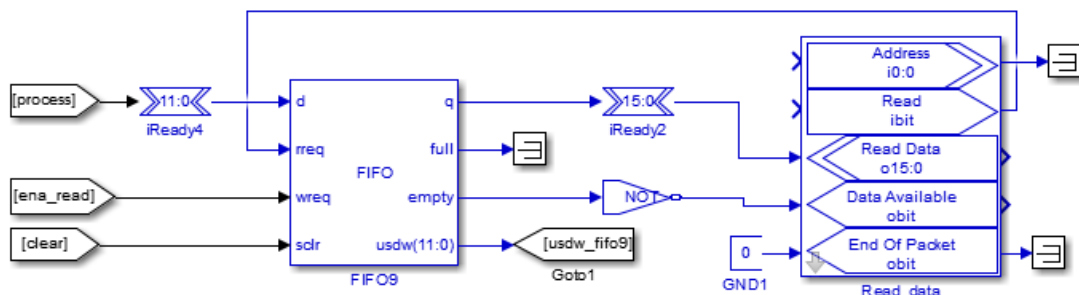 [process]
11:0
iReady4
[ena_read]
[clear]
d
rreq
wreq
sclr
FIFO
q
full
empty
usdw(11:0)
FIFO9
15:0
iReady2
NOT
[usdw_fifo9]
Goto1
0
GND1
Address
i0:0
Read
ibit
Read Data
o15:0
Data Available
obit
End Of Packet
obit
Read_data